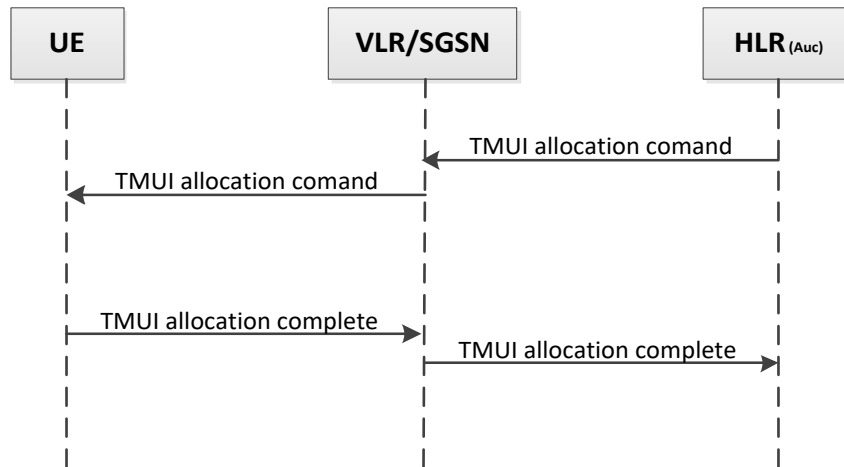 UE
VLR/SGSN
HLR (Auc)
TMUI allocation comand
TMUI allocation comand
TMUI allocation complete
TMUI allocation complete